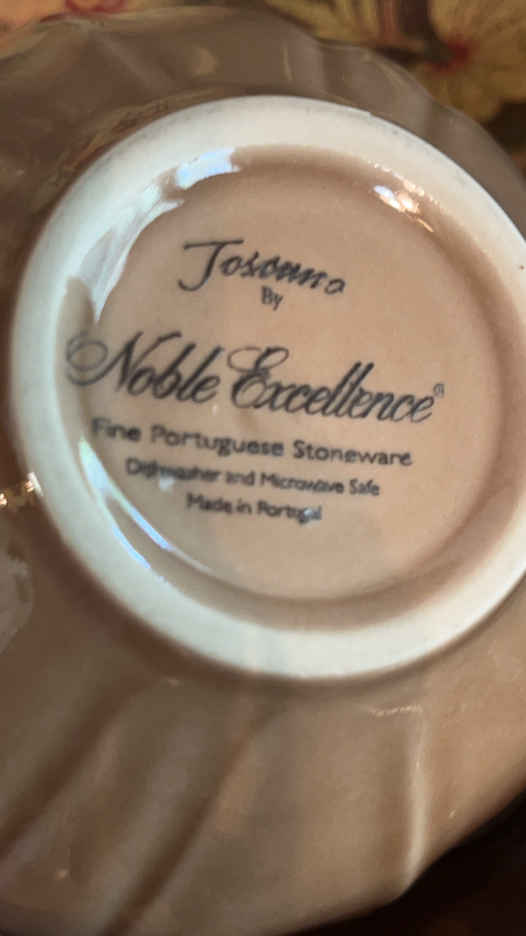 Toscana
By
Noble Excellence®
Fine Portuguese Stoneware
Dishwasher and Microwave Safe
Made in Portugal